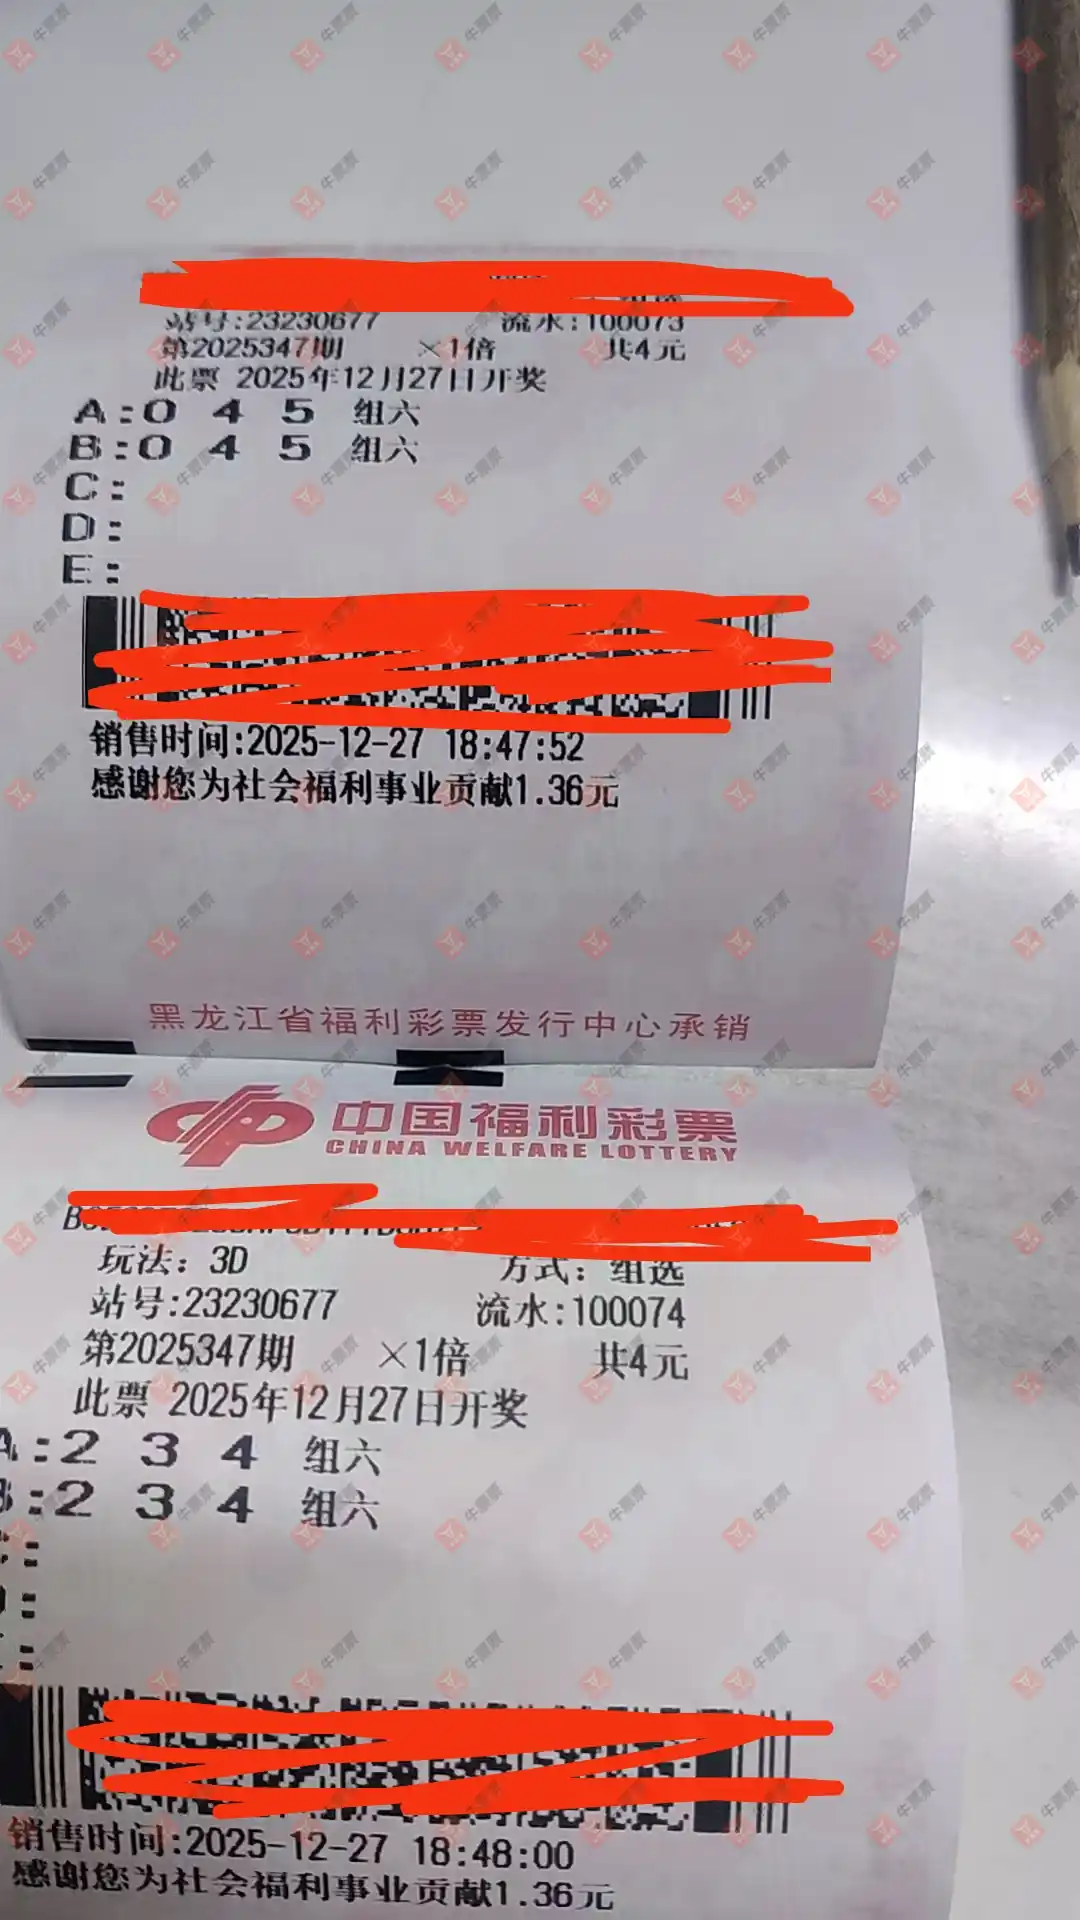 站号:23230677 流水:100073
第2025347期 ×1倍 共4元
此票 2025年12月27日开奖
A:0 4 5 组六
B:0 4 5 组六
C:
D:
E:
销售时间:2025-12-27 18:47:52
感谢您为社会福利事业贡献1.36元
黑龙江省福利彩票发行中心承销
中国福利彩票
CHINA WELFARE LOTTERY
玩法：3D 方式：组选
站号:23230677 流水:100074
第2025347期 ×1倍 共4元
此票 2025年12月27日开奖
A:2 3 4 组六
B:2 3 4 组六
销售时间:2025-12-27 18:48:00
感谢您为社会福利事业贡献1.36元
牛票票